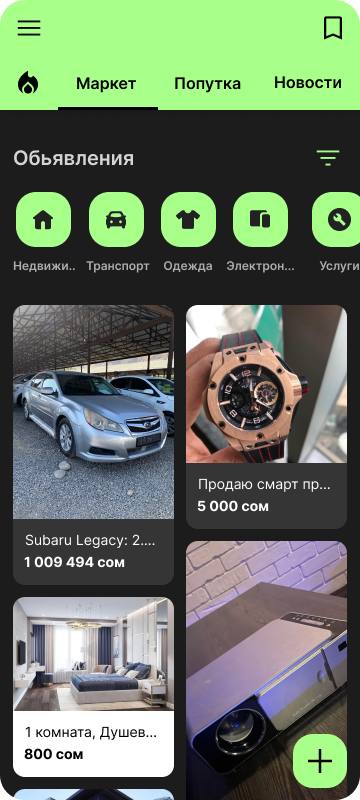 Маркет
Попутка
Новости
Обьявления
Недвижи..
Транспорт
Одежда
Электрон...
Услуги
Subaru Legacy: 2....
1 009 494 сом
Продаю смарт пр...
5 000 сом
1 комната, Душев...
800 сом